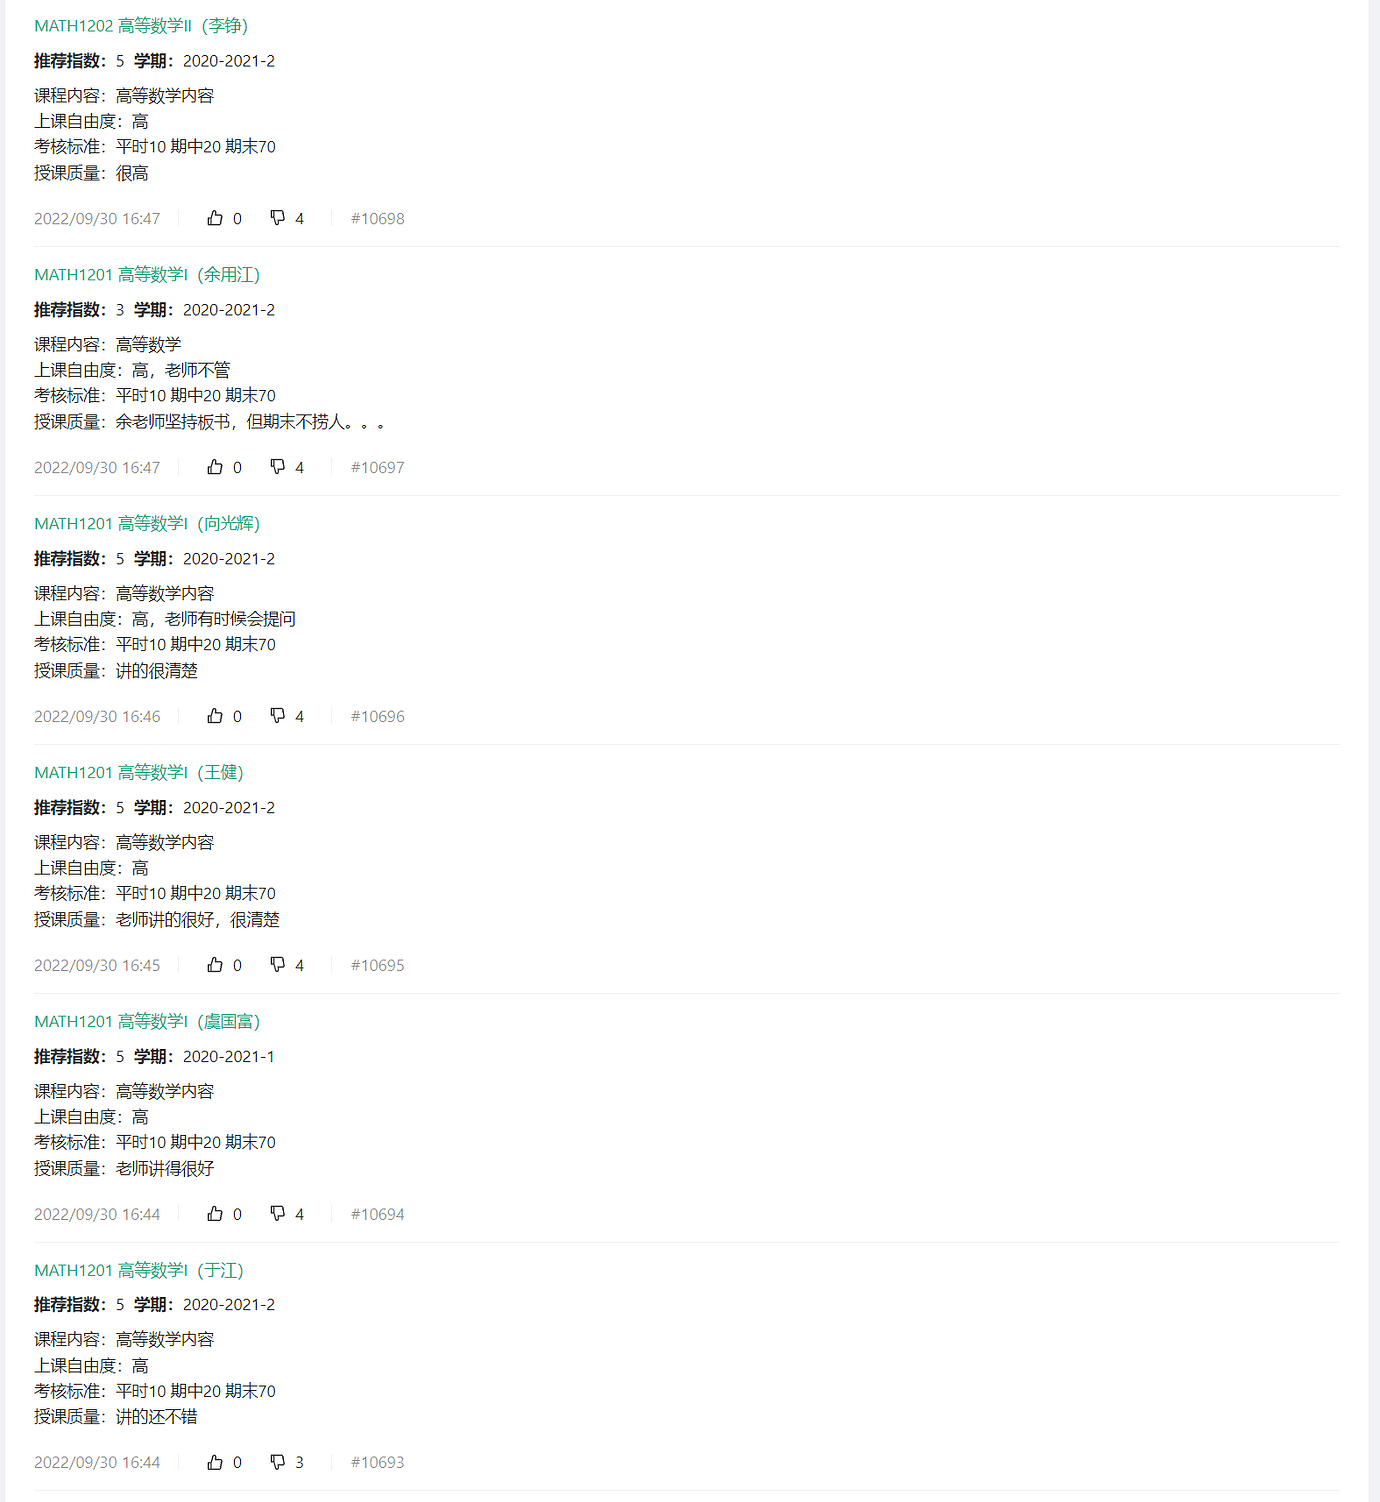 MATH1202 高等数学II（李铮）
推荐指数：5 学期：2020-2021-2
课程内容：高等数学内容
上课自由度：高
考核标准：平时10 期中20 期末70
授课质量：很高
2022/09/30 16:47 0 4 #10698
MATH1201 高等数学I（余用江）
推荐指数：3 学期：2020-2021-2
课程内容：高等数学
上课自由度：高，老师不管
考核标准：平时10 期中20 期末70
授课质量：余老师坚持板书，但期末不捞人。。。
2022/09/30 16:47 0 4 #10697
MATH1201 高等数学I（向光辉）
推荐指数：5 学期：2020-2021-2
课程内容：高等数学内容
上课自由度：高，老师有时候会提问
考核标准：平时10 期中20 期末70
授课质量：讲的很清楚
2022/09/30 16:46 0 4 #10696
MATH1201 高等数学I（王健）
推荐指数：5 学期：2020-2021-2
课程内容：高等数学内容
上课自由度：高
考核标准：平时10 期中20 期末70
授课质量：老师讲的很好，很清楚
2022/09/30 16:45 0 4 #10695
MATH1201 高等数学I（虞国富）
推荐指数：5 学期：2020-2021-1
课程内容：高等数学内容
上课自由度：高
考核标准：平时10 期中20 期末70
授课质量：老师讲得很好
2022/09/30 16:44 0 4 #10694
MATH1201 高等数学I（于江）
推荐指数：5 学期：2020-2021-2
课程内容：高等数学内容
上课自由度：高
考核标准：平时10 期中20 期末70
授课质量：讲的还不错
2022/09/30 16:44 0 3 #10693